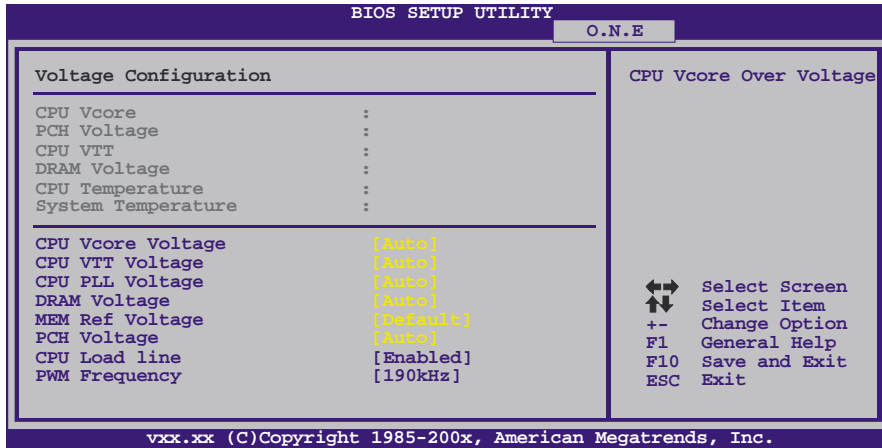 BIOS SETUP UTILITY
O.N.E
Voltage Configuration
CPU Vcore :
PCH Voltage :
CPU VTT :
DRAM Voltage :
CPU Temperature :
System Temperature :
CPU Vcore Voltage [Auto]
CPU VTT Voltage [Auto]
CPU PLL Voltage [Auto]
DRAM Voltage [Auto]
MEM Ref Voltage [Default]
PCH Voltage [Auto]
CPU Load line [Enabled]
PWM Frequency [190kHz]
CPU Vcore Over Voltage
Select Screen
Select Item
+- Change Option
F1 General Help
F10 Save and Exit
ESC Exit
vxx.xx (C)Copyright 1985-200x, American Megatrends, Inc.